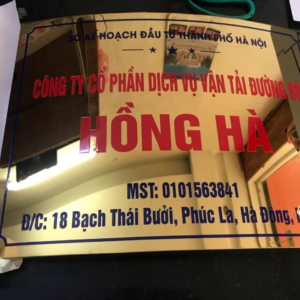 SỞ KẾ HOẠCH ĐẦU TƯ THÀNH PHỐ HÀ NỘI
CÔNG TY CỔ PHẦN DỊCH VỤ VẬN TẢI ĐƯỜNG
HỒNG HÀ
MST: 0101563841
Đ/C: 18 Bạch Thái Bưởi, Phúc La, Hà Đông,